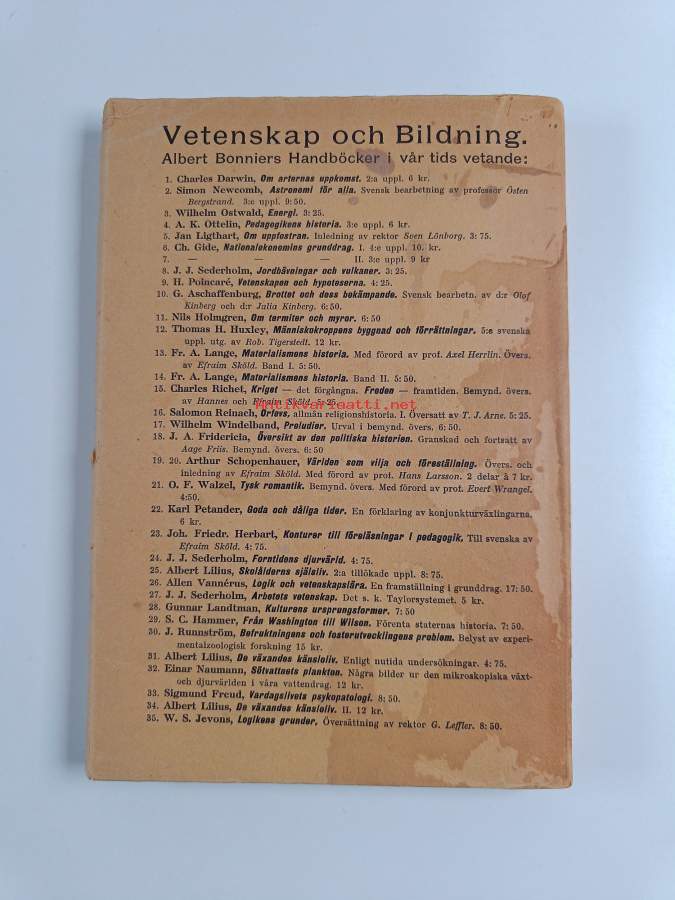 Vetenskap och Bildning.
Albert Bonniers Handböcker i vår tids vetande:
1. Charles Darwin, Om arternas uppkomst. 2:a uppl. 6 kr.
2. Simon Newcomb, Astronomi för alla. Svensk bearbetning av professor Östen
Bergstrand. 3:e uppl. 9:50.
3. Wilhelm Ostwald, Energi. 3:25.
4. A. K. Ottelin, Pedagogikens historia. 3:e uppl. 6 kr.
5. Jan Ligthart, Om uppfostran. Inledning av rektor Sven Lönborg. 3:75.
6. Ch. Gide, Nationalekonomins grunddrag. I. 4:e uppl. 10. kr.
7. — — — II. 3:e uppl. 9 kr
8. J. J. Sederholm, Jordbävningar och vulkaner. 3:25.
9. H. Poincaré, Vetenskapen och hypoteserna. 4:25.
10. G. Aschaffenburg, Brottet och dess bekämpande. Svensk bearbetn. av d:r Olof
Kinberg och d:r Julia Kinberg. 6:50.
11. Nils Holmgren, Om termiter och myror. 6:50
12. Thomas H. Huxley, Människokroppens byggnad och förrättningar. 5:e svenska
uppl. utg. av Rob. Tigerstedt. 12 kr.
13. Fr. A. Lange, Materialismens historia. Med förord av prof. Axel Herrlin. Övers.
av Efraim Sköld. Band I. 5:50.
14. Fr. A. Lange, Materialismens historia. Band II. 5:50.
15. Charles Richet, Kriget — det förgångna. Freden — framtiden. Bemynd. övers.
av Hannes och Efraim Sköld. 5:25.
Antikvariaatti.net
16. Salomon Reinach, Orfevs, allmän religionshistoria. I. Översatt av T. J. Arne. 5:25.
17. Wilhelm Windelband, Preludier. Urval i bemynd. övers. 6:50.
18. J. A. Fridericia, Översikt av den politiska historien. Granskad och fortsatt av
Aage Friis. Bemynd. övers. 6:50
19. 20. Arthur Schopenhauer, Världen som vilja och föreställning. Övers. och
inledning av Efraim Sköld. Med förord av prof. Hans Larsson. 2 delar à 7 kr.
21. O. F. Walzel, Tysk romantik. Bemynd. övers. Med förord av prof. Evert Wrangel.
4:50.
22. Karl Petander, Goda och dåliga tider. En förklaring av konjunkturväxlingarna.
6 kr.
23. Joh. Friedr. Herbart, Konturer till föreläsningar i pedagogik. Till svenska av
Efraim Sköld. 4:75.
24. J. J. Sederholm, Forntidens djurvärld. 4:75.
25. Albert Lilius, Skolålderns själsliv. 2:a tillökade uppl. 8:75.
26. Allen Vannérus, Logik och vetenskapslära. En framställning i grunddrag. 17:50.
27. J. J. Sederholm, Arbetets vetenskap. Det s. k. Taylorsystemet. 5 kr.
28. Gunnar Landtman, Kulturens ursprungsformer. 7:50
29. S. C. Hammer, Från Washington till Wilson. Förenta staternas historia. 7:50.
30. J. Runnström, Befruktningens och fosterutvecklingens problem. Belyst av experi-
mentalzoologisk forskning 15 kr.
31. Albert Lilius, De växandes känsloliv. Enligt nutida undersökningar. 4:75.
32. Einar Naumann, Sötvattnets plankton. Några bilder ur den mikroskopiska växt-
och djurvärlden i våra vattendrag. 12 kr.
33. Sigmund Freud, Vardagslivets psykopatologi. 8:50.
34. Albert Lilius, De växandes känsloliv. II. 12 kr.
35. W. S. Jevons, Logikens grunder. Översättning av rektor G. Leffler. 8:50.